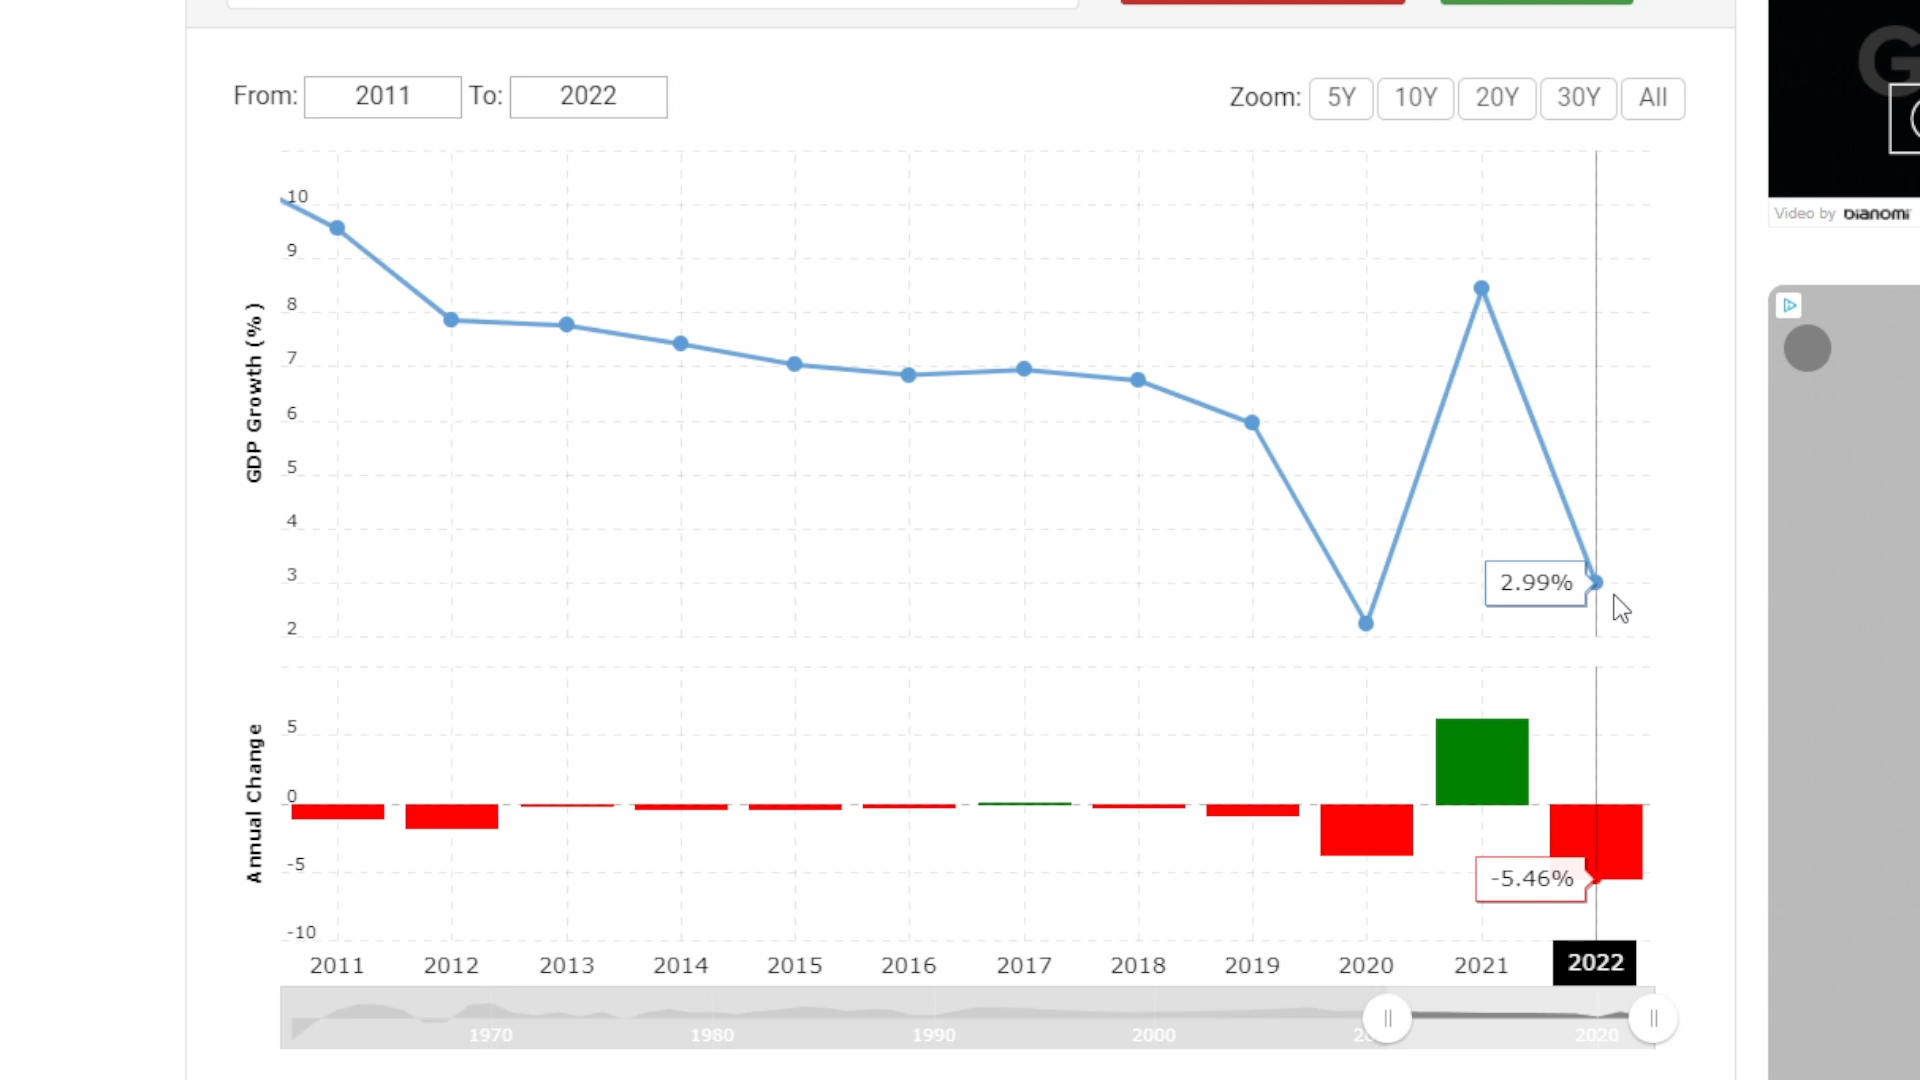 From: 2011 To: 2022
Zoom: 5Y 10Y 20Y 30Y All
Video by Dianomi
GDP Growth (%)
10
9
8
7
6
5
4
3
2
2.99%
Annual Change
5
0
-5
-10
-5.46%
2011 2012 2013 2014 2015 2016 2017 2018 2019 2020 2021 2022
1970 1980 1990 2000 2020